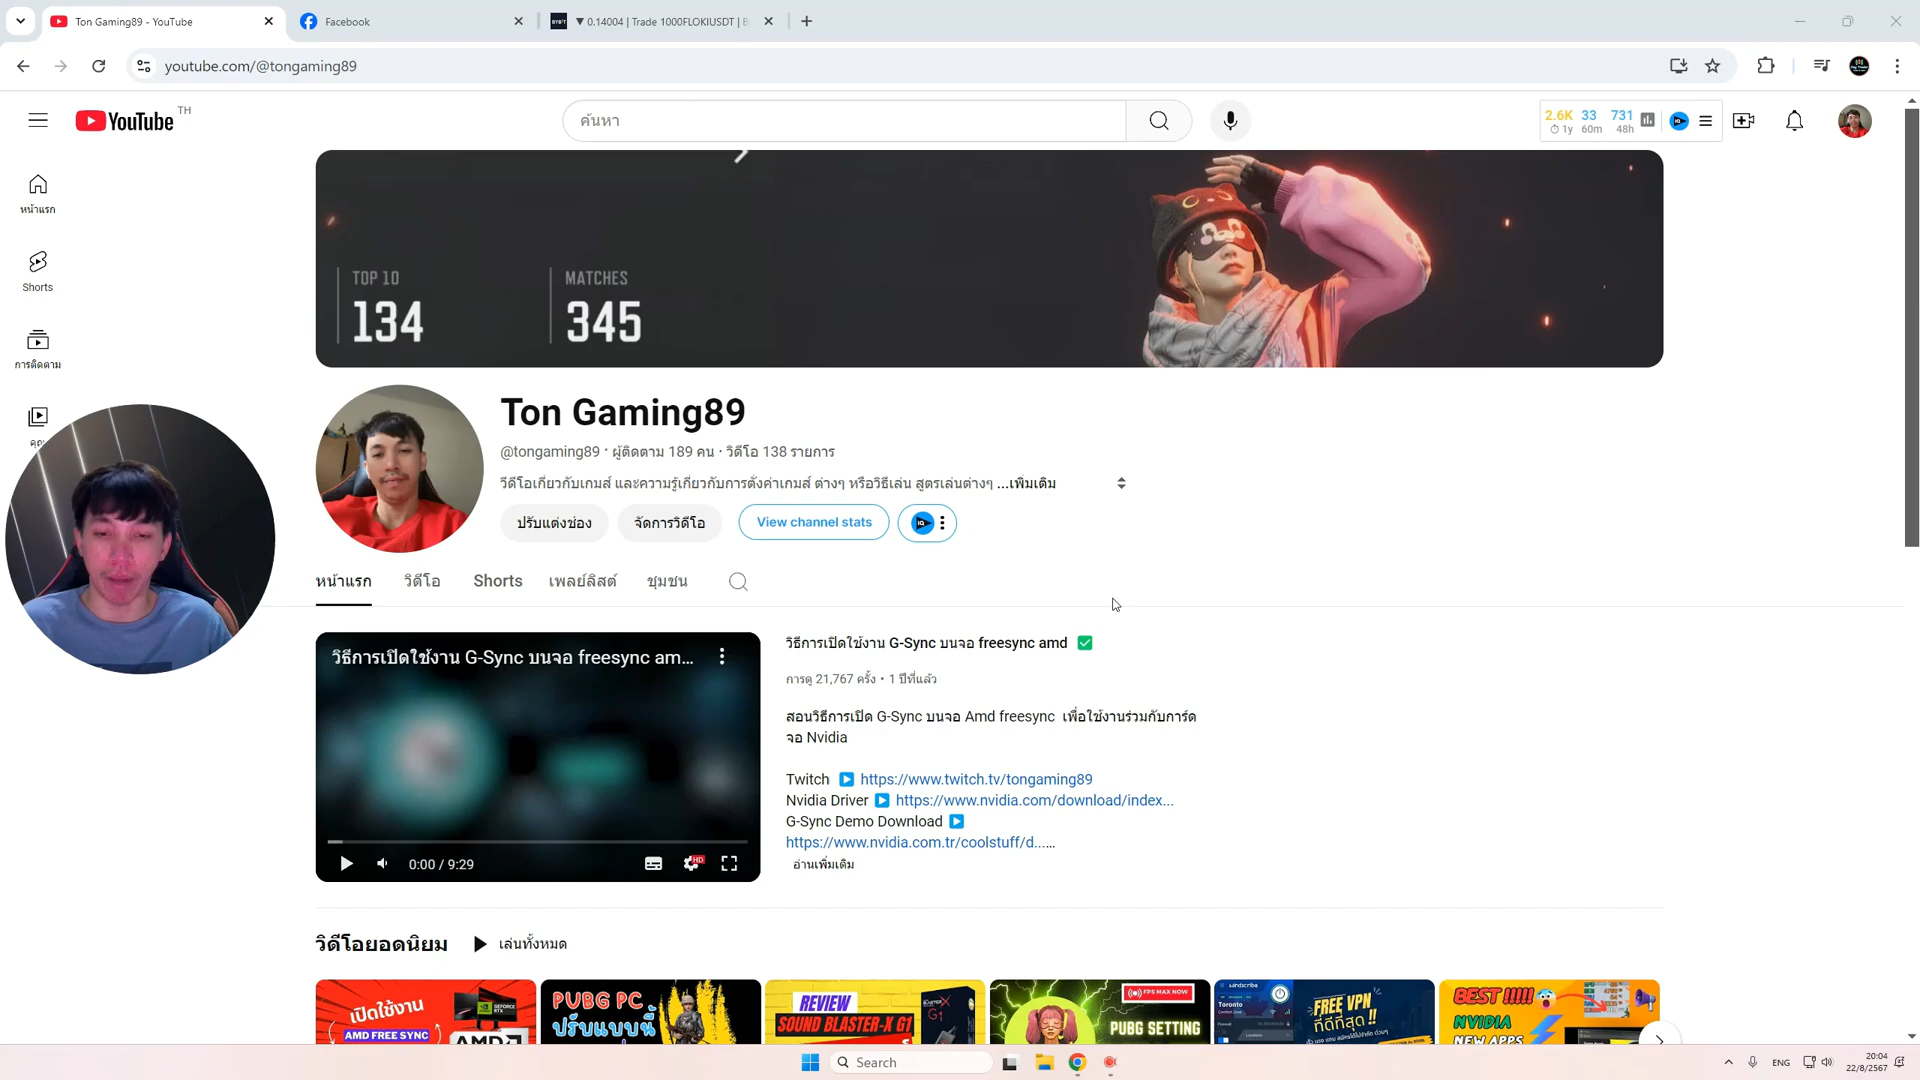 Ton Gaming89 - YouTube
Facebook
BYBIT ▼ 0.14004 | Trade 1000FLOKIUSDT | B
youtube.com/@tongaming89
YouTube TH
ค้นหา
2.6K 33 731
1y 60m 48h
หน้าแรก
Shorts
การติดตาม
TOP 10
134
MATCHES
345
Ton Gaming89
@tongaming89 · ผู้ติดตาม 189 คน · วิดีโอ 138 รายการ
วีดีโอเกี่ยวกับเกมส์ และความรู้เกี่ยวกับการตั่งค่าเกมส์ ต่างๆ หรือวิธีเล่น สูตรเล่นต่างๆ ...เพิ่มเติม
ปรับแต่งช่อง
จัดการวิดีโอ
View channel stats
IQ
หน้าแรก
วิดีโอ
Shorts
เพลย์ลิสต์
ชุมชน
วิธีการเปิดใช้งาน G-Sync บนจอ freesync am...
0:00 / 9:29
HD
วิธีการเปิดใช้งาน G-Sync บนจอ freesync amd ✅
การดู 21,767 ครั้ง • 1 ปีที่แล้ว
สอนวิธีการเปิด G-Sync บนจอ Amd freesync เพื่อใช้งานร่วมกับการ์ด
จอ Nvidia
Twitch ▶ https://www.twitch.tv/tongaming89
Nvidia Driver ▶ https://www.nvidia.com/download/index...
G-Sync Demo Download ▶
https://www.nvidia.com.tr/coolstuff/d......
อ่านเพิ่มเติม
วิดีโอยอดนิยม ▶ เล่นทั้งหมด
เปิดใช้งาน
AMD FREE SYNC
GEFORCE RTX
PUBG PC
ปรับแบบนี้
REVIEW
SOUND BLASTER-X G1
FPS MAX NOW
PUBG SETTING
windscribe
Toronto
FREE VPN
ที่ดีที่สุด !!
BEST !!!!!
NVIDIA
NEW APPS
Search
ENG
20:04
22/8/2567